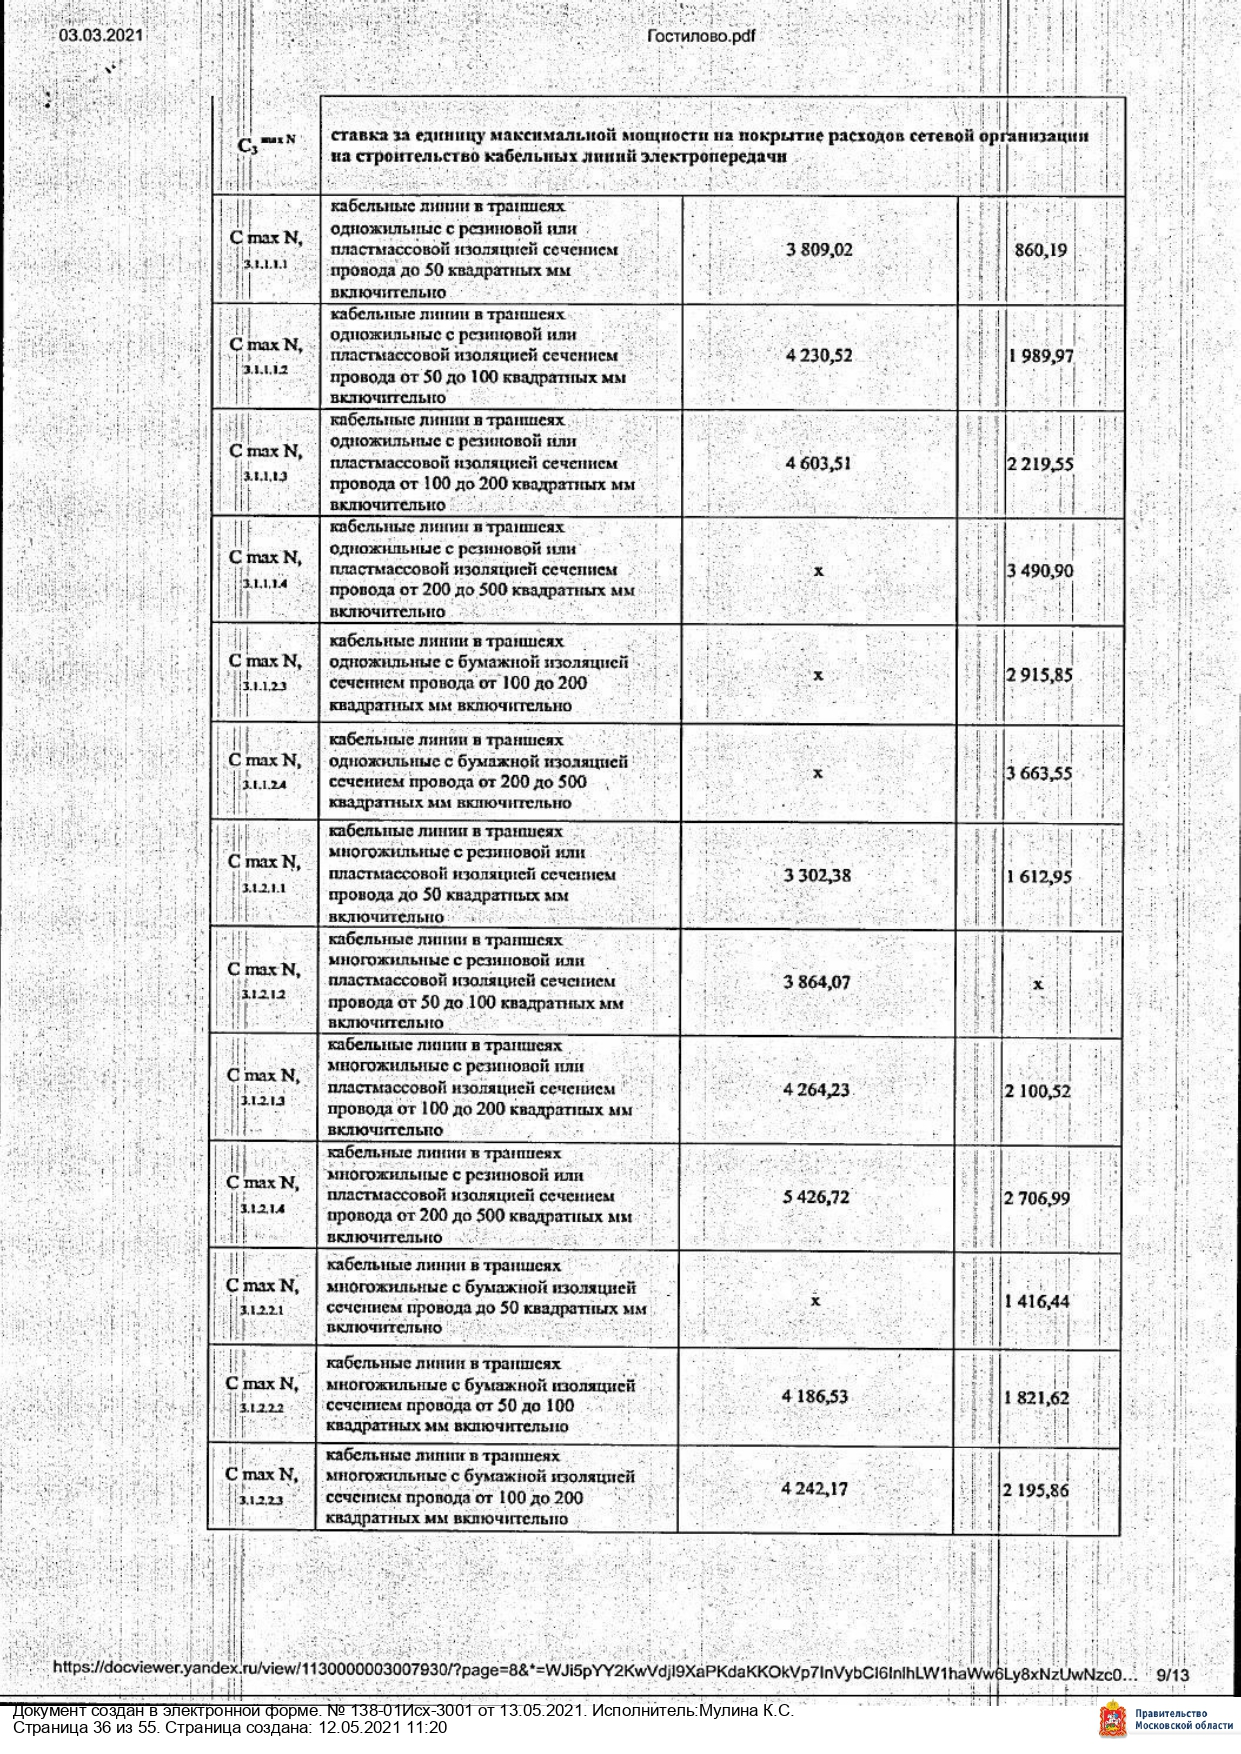 03.03.2021
Гостилово.pdf
С3 max N
ставка за единицу максимальной мощности на покрытие расходов сетевой организации
на строительство кабельных линий электропередачи
C max N,
3.1.1.1.1
кабельные линии в траншеях
одножильные с резиновой или
пластмассовой изоляцией сечением
провода до 50 квадратных мм
включительно
3 809,02
860,19
C max N,
3.1.1.1.2
кабельные линии в траншеях
одножильные с резиновой или
пластмассовой изоляцией сечением
провода от 50 до 100 квадратных мм
включительно
4 230,52
1 989,97
C max N,
3.1.1.1.3
кабельные линии в траншеях
одножильные с резиновой или
пластмассовой изоляцией сечением
провода от 100 до 200 квадратных мм
включительно
4 603,51
2 219,55
C max N,
3.1.1.1.4
кабельные линии в траншеях
одножильные с резиновой или
пластмассовой изоляцией сечением
провода от 200 до 500 квадратных мм
включительно
x
3 490,90
C max N,
3.1.1.2.3
кабельные линии в траншеях
одножильные с бумажной изоляцией
сечением провода от 100 до 200
квадратных мм включительно
x
2 915,85
C max N,
3.1.1.2.4
кабельные линии в траншеях
одножильные с бумажной изоляцией
сечением провода от 200 до 500
квадратных мм включительно
x
3 663,55
C max N,
3.1.2.1.1
кабельные линии в траншеях
многожильные с резиновой или
пластмассовой изоляцией сечением
провода до 50 квадратных мм
включительно
3 302,38
1 612,95
C max N,
3.1.2.1.2
кабельные линии в траншеях
многожильные с резиновой или
пластмассовой изоляцией сечением
провода от 50 до 100 квадратных мм
включительно
3 864,07
x
C max N,
3.1.2.1.3
кабельные линии в траншеях
многожильные с резиновой или
пластмассовой изоляцией сечением
провода от 100 до 200 квадратных мм
включительно
4 264,23
2 100,52
C max N,
3.1.2.1.4
кабельные линии в траншеях
многожильные с резиновой или
пластмассовой изоляцией сечением
провода от 200 до 500 квадратных мм
включительно
5 426,72
2 706,99
C max N,
3.1.2.2.1
кабельные линии в траншеях
многожильные с бумажной изоляцией
сечением провода до 50 квадратных мм
включительно
x
1 416,44
C max N,
3.1.2.2.2
кабельные линии в траншеях
многожильные с бумажной изоляцией
сечением провода от 50 до 100
квадратных мм включительно
4 186,53
1 821,62
C max N,
3.1.2.2.3
кабельные линии в траншеях
многожильные с бумажной изоляцией
сечением провода от 100 до 200
квадратных мм включительно
4 242,17
2 195,86
https://docviewer.yandex.ru/view/1130000003007930/?page=8&*=WJi5pYY2KwVdjI9XaPKdaKKOkVp7InVybCI6InlhLW1haWw6Ly8xNzUwNzc0... 9/13
Документ создан в электронной форме. № 138-01Исх-3001 от 13.05.2021. Исполнитель:Мулина К.С.
Страница 36 из 55. Страница создана: 12.05.2021 11:20
Правительство
Московской области